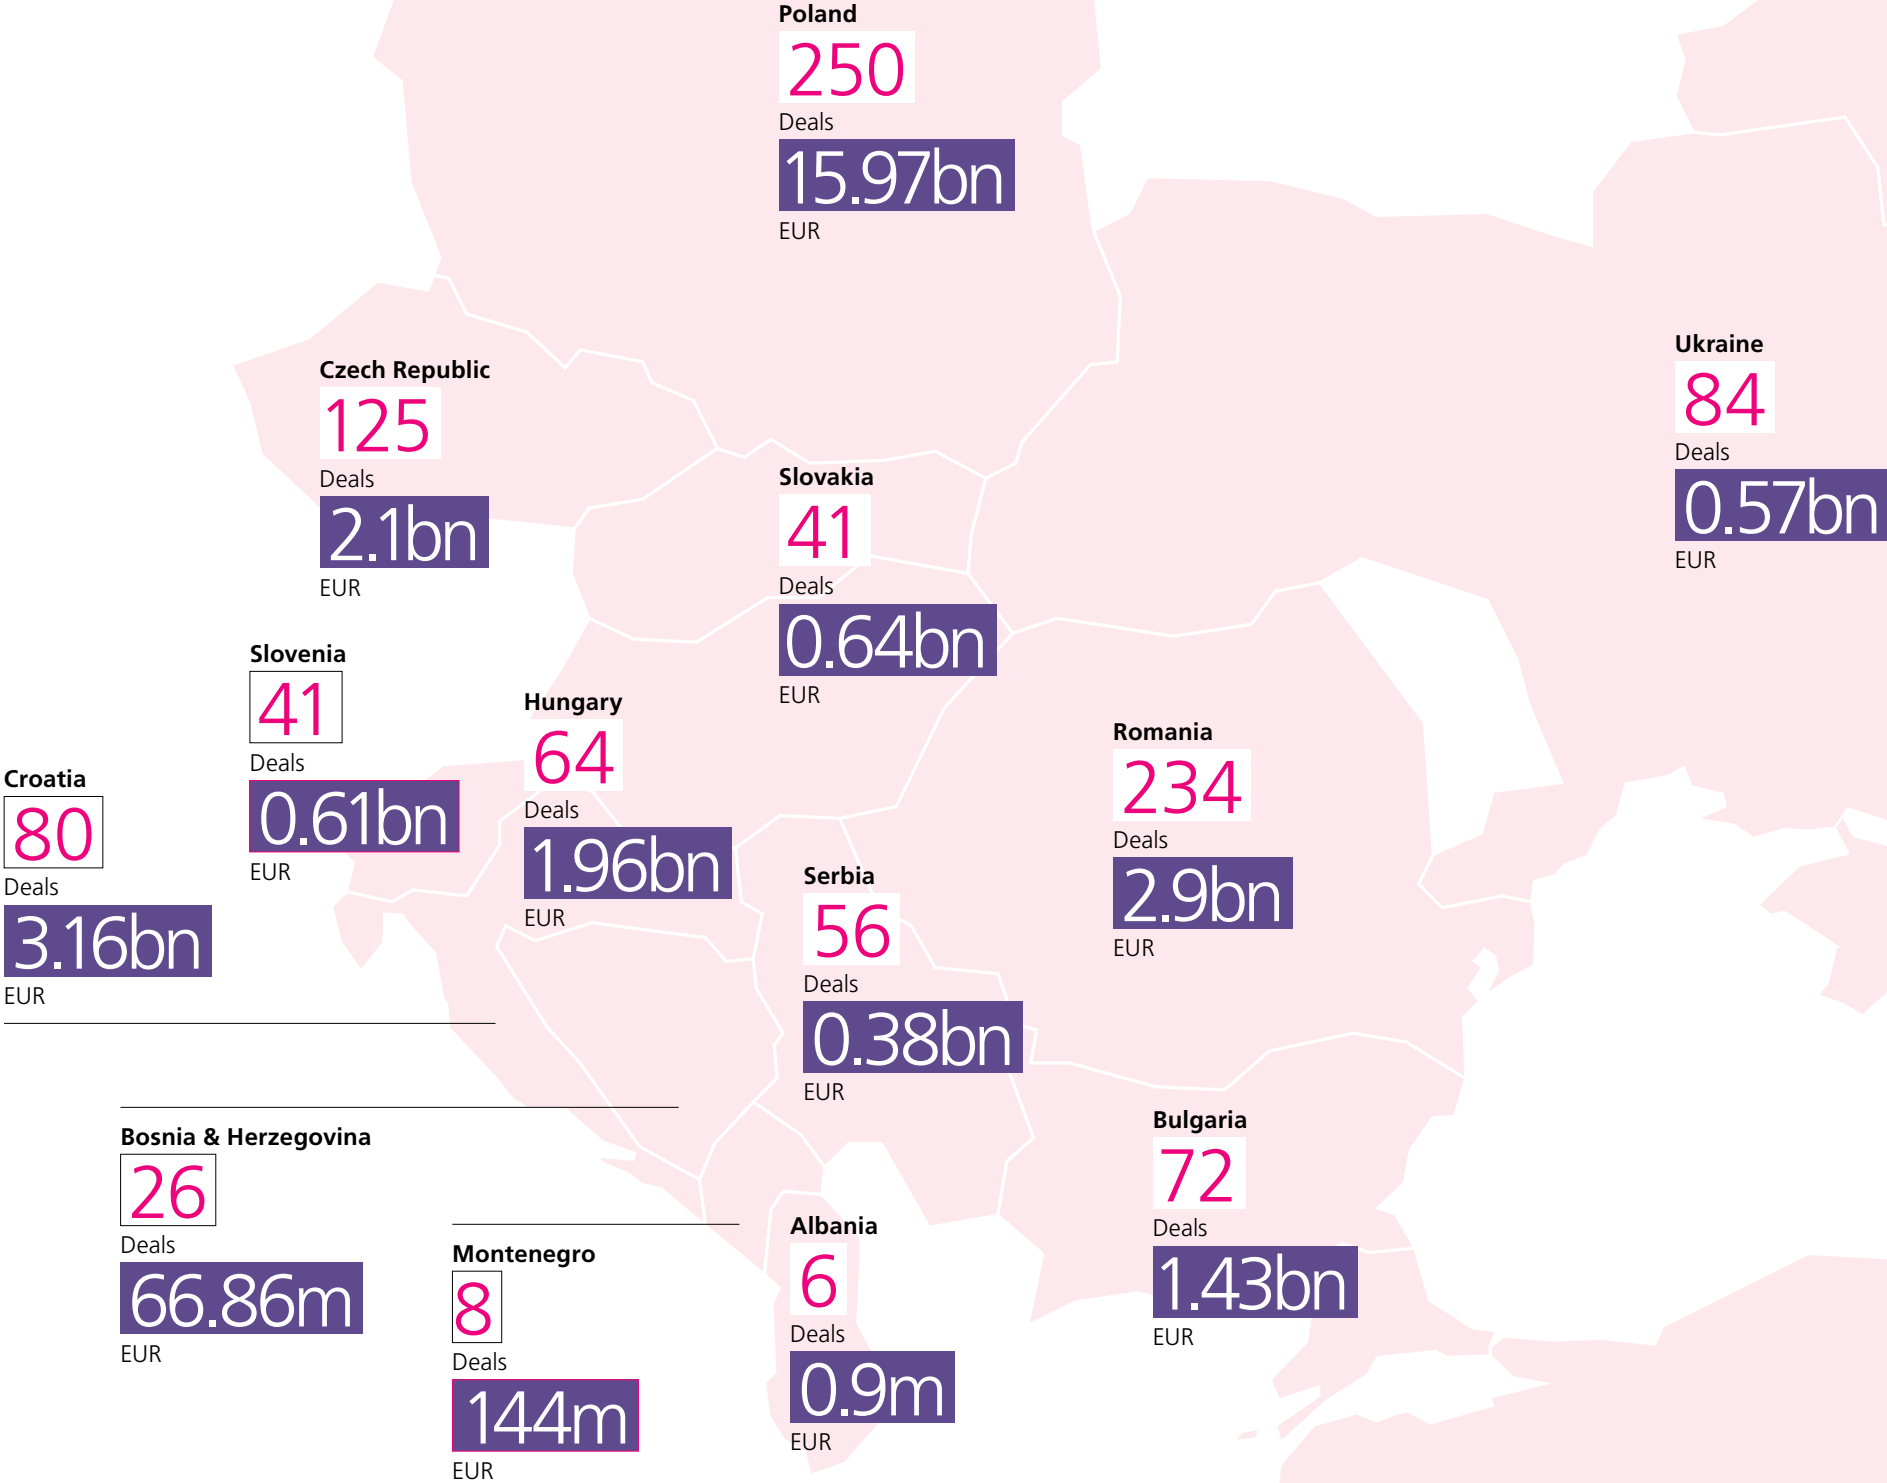 Poland
250
Deals
15.97bn
EUR
Czech Republic
125
Deals
2.1bn
EUR
Ukraine
84
Deals
0.57bn
EUR
Slovakia
41
Deals
0.64bn
EUR
Slovenia
41
Deals
0.61bn
EUR
Hungary
64
Deals
1.96bn
EUR
Romania
234
Deals
2.9bn
EUR
Croatia
80
Deals
3.16bn
EUR
Serbia
56
Deals
0.38bn
EUR
Bosnia & Herzegovina
26
Deals
66.86m
EUR
Montenegro
8
Deals
144m
EUR
Albania
6
Deals
0.9m
EUR
Bulgaria
72
Deals
1.43bn
EUR